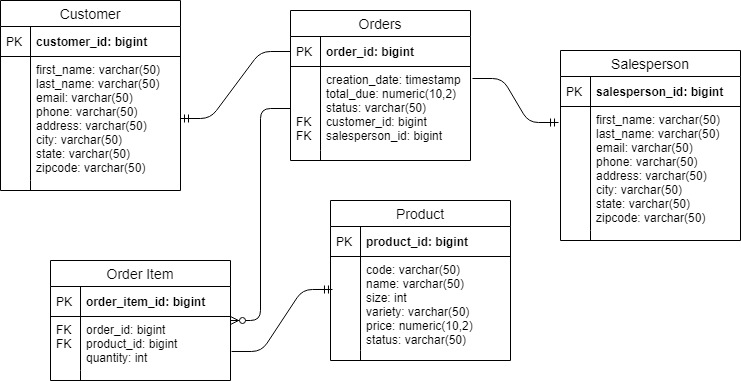 Customer
PK customer_id: bigint
first_name: varchar(50)
last_name: varchar(50)
email: varchar(50)
phone: varchar(50)
address: varchar(50)
city: varchar(50)
state: varchar(50)
zipcode: varchar(50)
Orders
PK order_id: bigint
creation_date: timestamp
total_due: numeric(10,2)
status: varchar(50)
FK customer_id: bigint
FK salesperson_id: bigint
Salesperson
PK salesperson_id: bigint
first_name: varchar(50)
last_name: varchar(50)
email: varchar(50)
phone: varchar(50)
address: varchar(50)
city: varchar(50)
state: varchar(50)
zipcode: varchar(50)
Product
PK product_id: bigint
code: varchar(50)
name: varchar(50)
size: int
variety: varchar(50)
price: numeric(10,2)
status: varchar(50)
Order Item
PK order_item_id: bigint
FK order_id: bigint
FK product_id: bigint
quantity: int